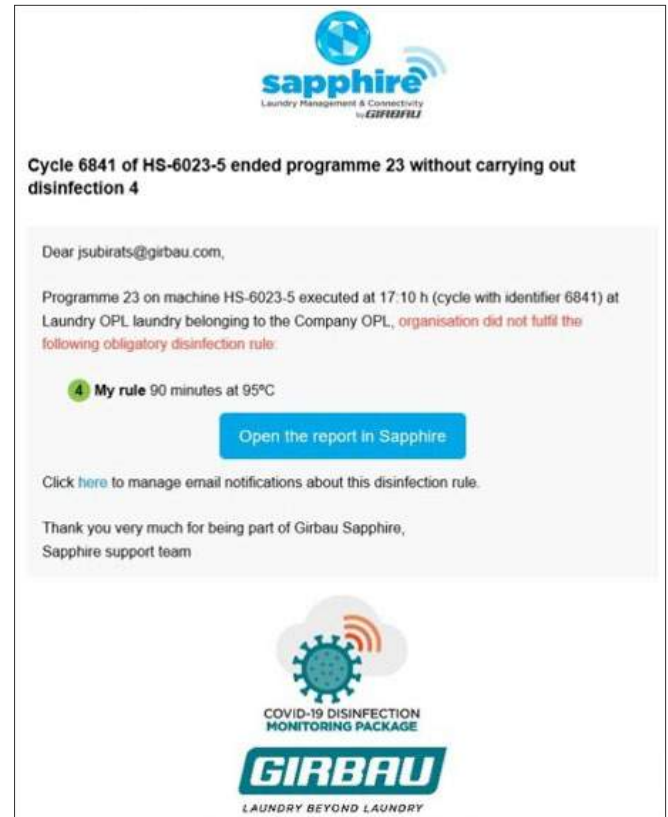 sapphire
Laundry Management & Connectivity
by GIRBAU
Cycle 6841 of HS-6023-5 ended programme 23 without carrying out
disinfection 4
Dear jsubirats@girbau.com,
Programme 23 on machine HS-6023-5 executed at 17:10 h (cycle with identifier 6841) at
Laundry OPL laundry belonging to the Company OPL, organisation did not fulfil the
following obligatory disinfection rule:
4 My rule 90 minutes at 95ºC
Open the report in Sapphire
Click here to manage email notifications about this disinfection rule.
Thank you very much for being part of Girbau Sapphire,
Sapphire support team
COVID-19 DISINFECTION
MONITORING PACKAGE
GIRBAU
LAUNDRY BEYOND LAUNDRY